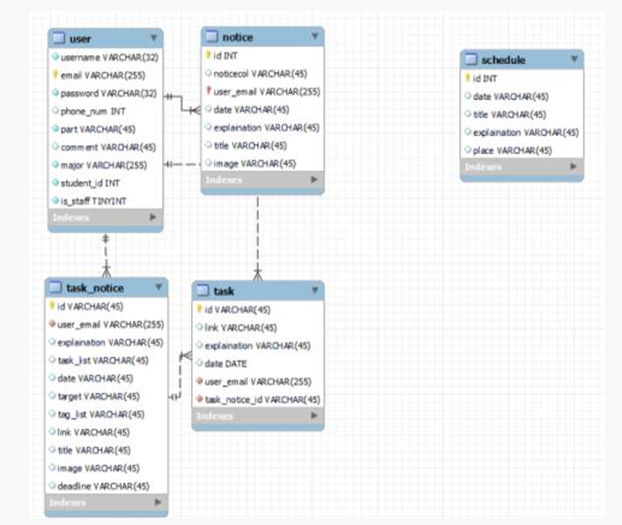 user
username VARCHAR(32)
email VARCHAR(255)
password VARCHAR(32)
phone_num INT
part VARCHAR(45)
comment VARCHAR(45)
major VARCHAR(255)
student_id INT
is_staff TINYINT
Indexes
notice
id INT
noticecol VARCHAR(45)
user_email VARCHAR(255)
date VARCHAR(45)
explaination VARCHAR(45)
title VARCHAR(45)
image VARCHAR(45)
Indexes
schedule
id INT
date VARCHAR(45)
title VARCHAR(45)
explaination VARCHAR(45)
place VARCHAR(45)
Indexes
task_notice
id VARCHAR(45)
user_email VARCHAR(255)
explaination VARCHAR(45)
task_list VARCHAR(45)
date VARCHAR(45)
target VARCHAR(45)
tag_list VARCHAR(45)
link VARCHAR(45)
title VARCHAR(45)
image VARCHAR(45)
deadline VARCHAR(45)
Indexes
task
id VARCHAR(45)
link VARCHAR(45)
explaination VARCHAR(45)
date DATE
user_email VARCHAR(255)
task_notice_id VARCHAR(45)
Indexes